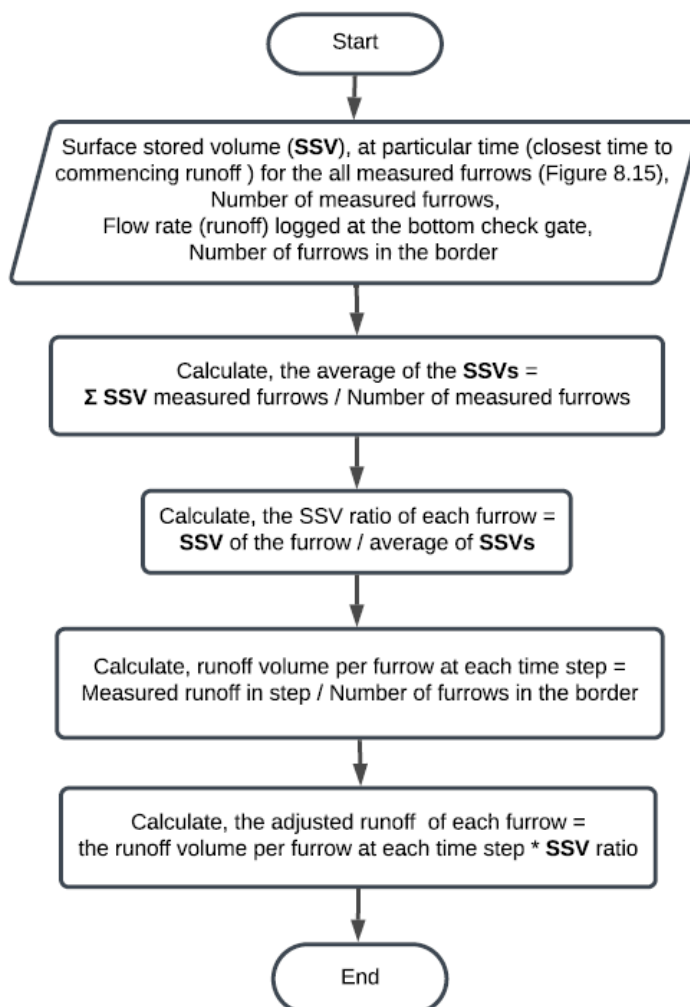 Start
Surface stored volume (SSV), at particular time (closest time to
commencing runoff ) for the all measured furrows (Figure 8.15),
Number of measured furrows,
Flow rate (runoff) logged at the bottom check gate,
Number of furrows in the border
Calculate, the average of the SSVs =
Σ SSV measured furrows / Number of measured furrows
Calculate, the SSV ratio of each furrow =
SSV of the furrow / average of SSVs
Calculate, runoff volume per furrow at each time step =
Measured runoff in step / Number of furrows in the border
Calculate, the adjusted runoff of each furrow =
the runoff volume per furrow at each time step * SSV ratio
End